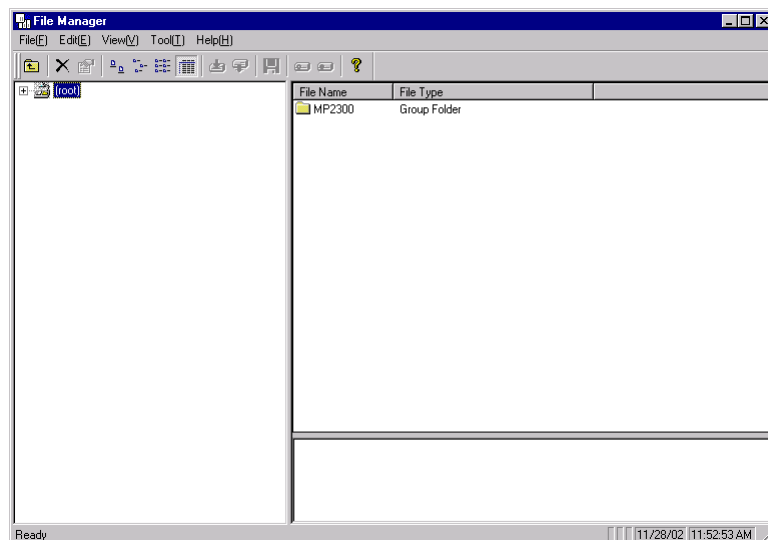 File Manager
File(F) Edit(E) View(V) Tool(T) Help(H)
(root)
File Name File Type
MP2300 Group Folder
Ready 11/28/02 11:52:53 AM